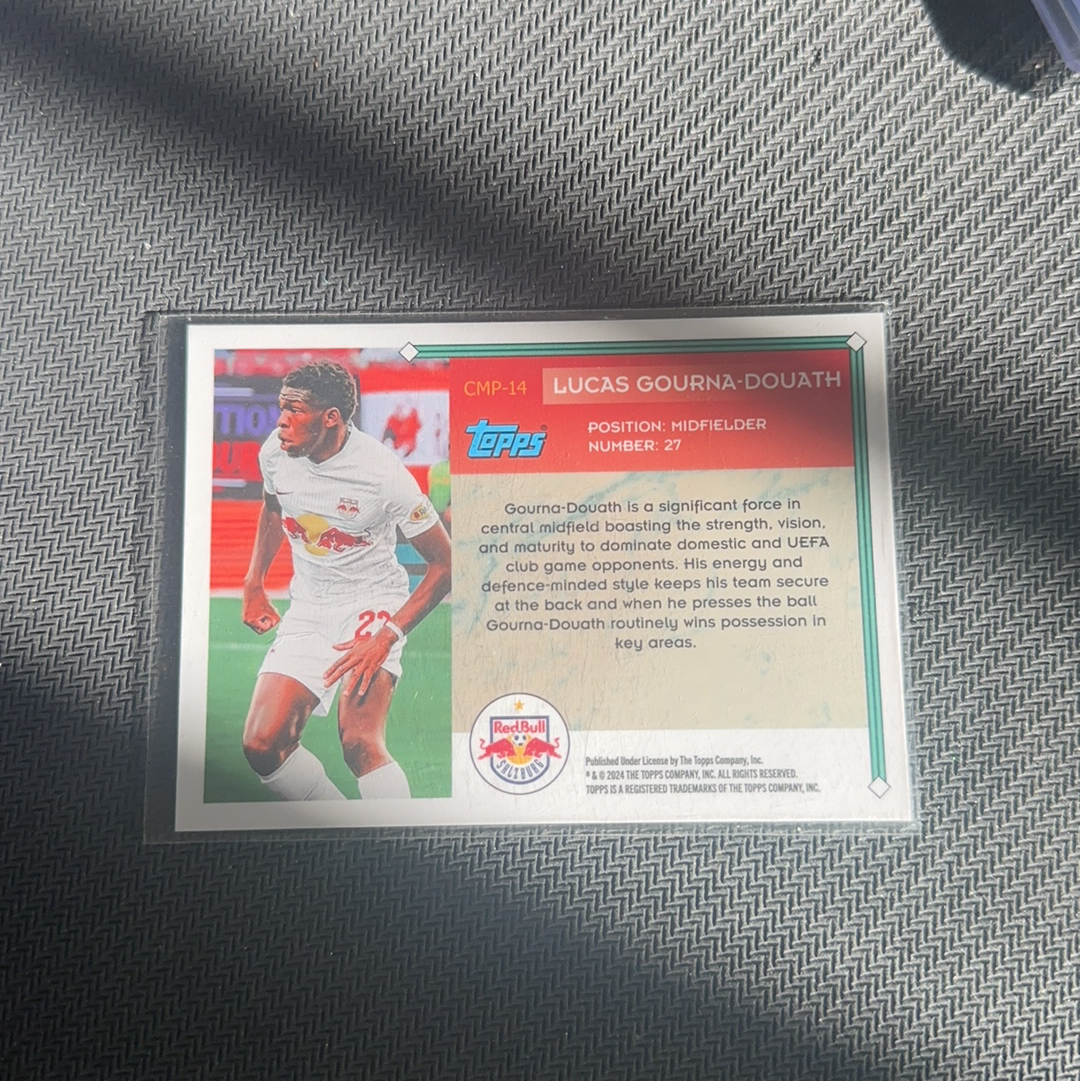 CMP-14
LUCAS GOURNA-DOUATH
topps
POSITION: MIDFIELDER
NUMBER: 27
Gourna-Douath is a significant force in
central midfield boasting the strength, vision,
and maturity to dominate domestic and UEFA
club game opponents. His energy and
defence-minded style keeps his team secure
at the back and when he presses the ball
Gourna-Douath routinely wins possession in
key areas.
27
Red Bull
SALZBURG
Published Under License by The Topps Company, Inc.
® & © 2024 THE TOPPS COMPANY, INC. ALL RIGHTS RESERVED.
TOPPS IS A REGISTERED TRADEMARKS OF THE TOPPS COMPANY, INC.